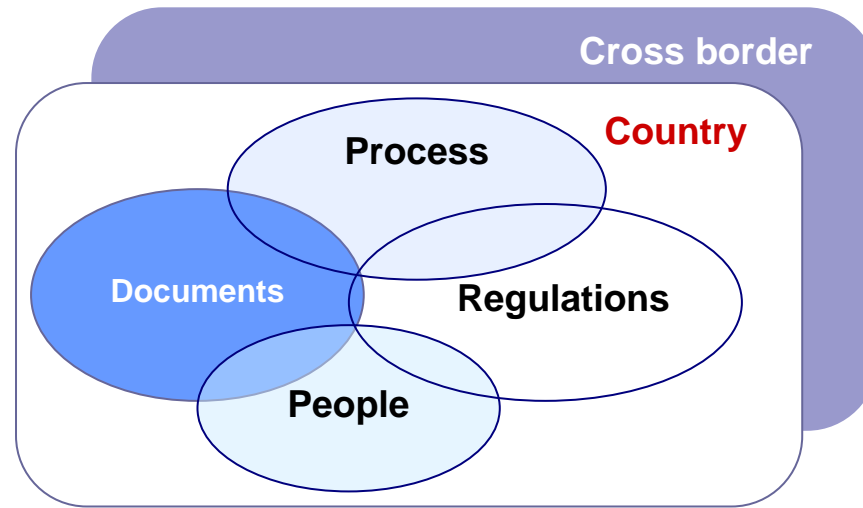 Cross border
Country
Process
Documents
Regulations
People